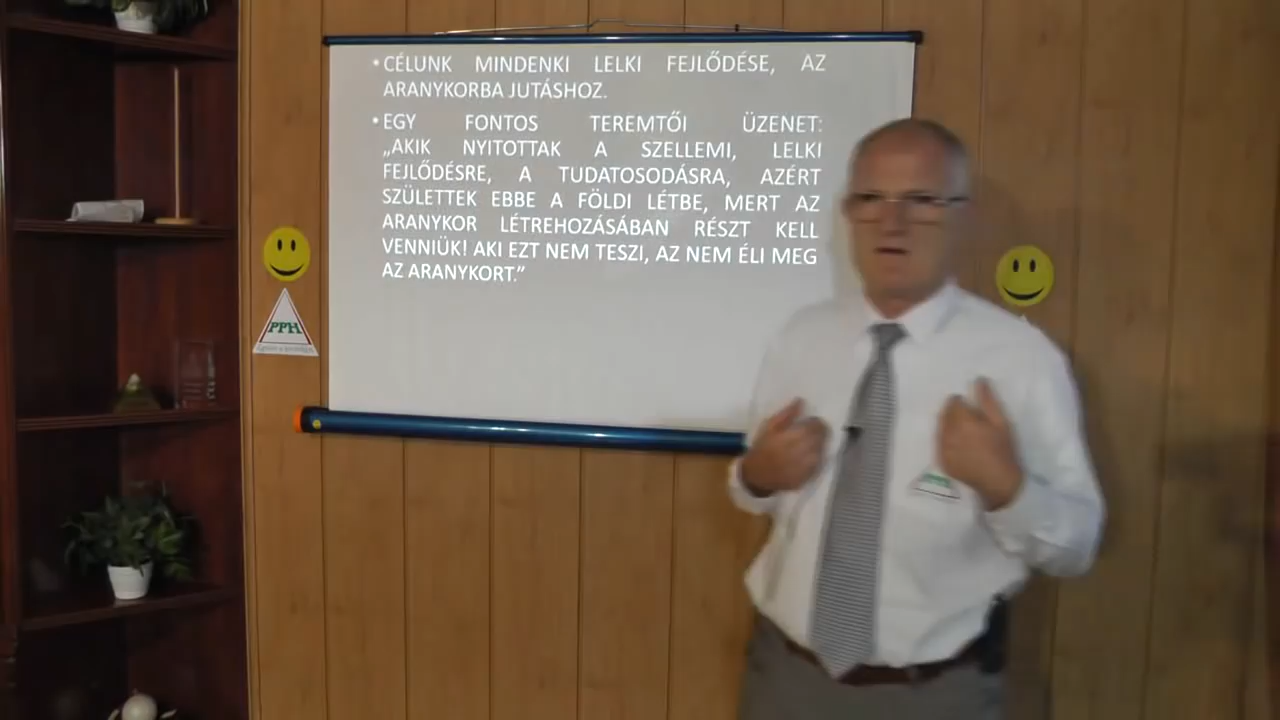 • CÉLUNK MINDENKI LELKI FEJLŐDÉSE, AZ
ARANYKORBA JUTÁSHOZ.
• EGY FONTOS TEREMTŐI ÜZENET:
„AKIK NYITOTTAK A SZELLEMI, LELKI
FEJLŐDÉSRE, A TUDATOSODÁSRA, AZÉRT
SZÜLETTEK EBBE A FÖLDI LÉTBE, MERT AZ
ARANYKOR LÉTREHOZÁSÁBAN RÉSZT KELL
VENNIÜK! AKI EZT NEM TESZI, AZ NEM ÉLI MEG
AZ ARANYKORT.”
PPH
PPH